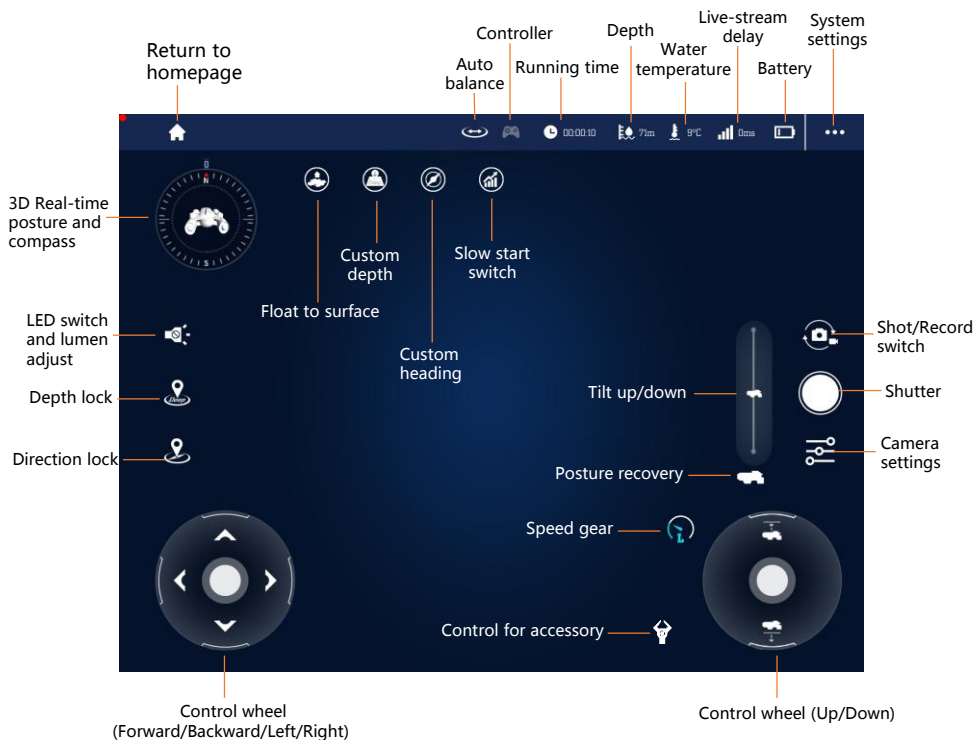 Live-stream
delay
System
settings
Controller
Depth
Return to
homepage
Auto
balance
Running time
Water
temperature
Battery
00:00:10
71m
9°C
0ms
0
N
S
3D Real-time
posture and
compass
Custom
depth
Slow start
switch
Float to surface
Custom
heading
LED switch
and lumen
adjust
Shot/Record
switch
Deep
Depth lock
Tilt up/down
Shutter
Direction lock
Camera
settings
Posture recovery
Speed gear
L
Control for accessory
Control wheel
(Forward/Backward/Left/Right)
Control wheel (Up/Down)